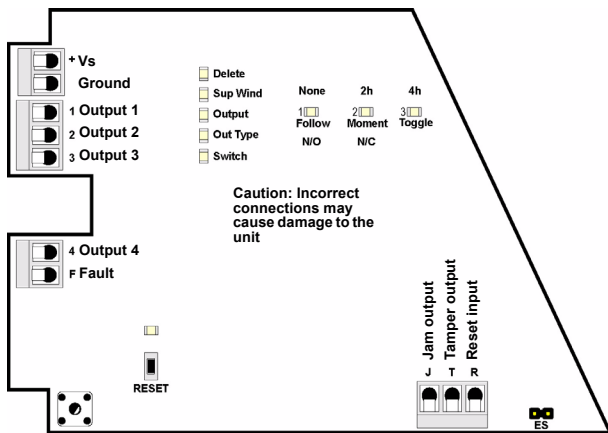 + Vs
Ground
1 Output 1
2 Output 2
3 Output 3
Delete
Sup Wind
Output
Out Type
Switch
None 2h 4h
1 2 3
Follow Moment Toggle
N/O N/C
Caution: Incorrect
connections may
cause damage to the
unit
4 Output 4
F Fault
RESET
Jam output
Tamper output
Reset input
J T R
ES